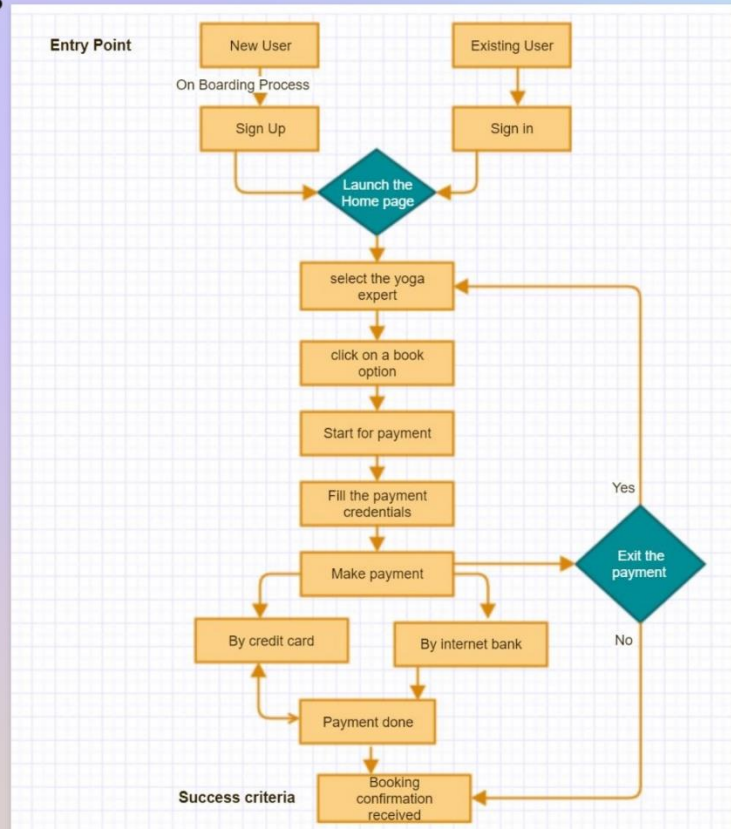 Entry Point
New User
Existing User
On Boarding Process
Sign Up
Sign in
Launch the
Home page
select the yoga
expert
click on a book
option
Start for payment
Fill the payment
credentials
Yes
Make payment
Exit the
payment
By credit card
By internet bank
No
Payment done
Success criteria
Booking
confirmation
received